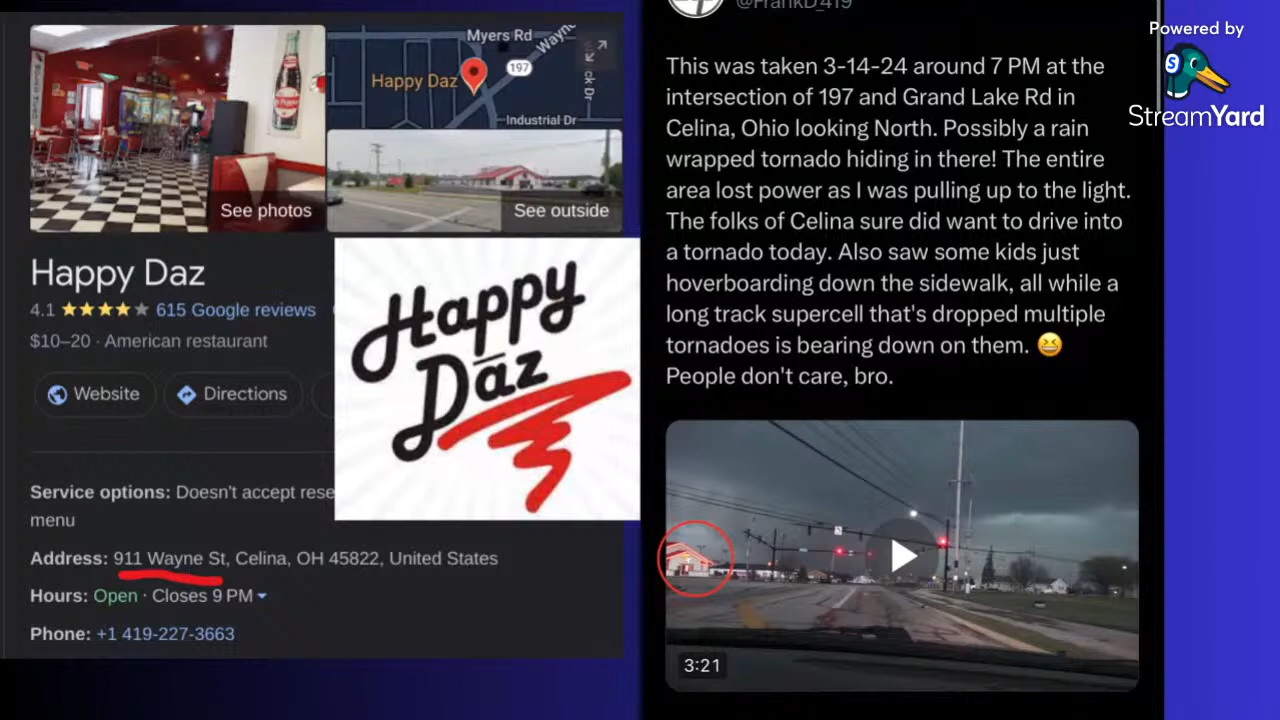 See photos
Myers Rd
Wayne
Happy Daz
197
ck Dr
Industrial Dr
See outside
Happy Daz
4.1 ★★★★★ 615 Google reviews
$10–20 · American restaurant
Website
Directions
Happy
Dāz
Service options: Doesn't accept rese
menu
Address: 911 Wayne St, Celina, OH 45822, United States
Hours: Open · Closes 9 PM
Phone: +1 419-227-3663
@FrankD_419
This was taken 3-14-24 around 7 PM at the
intersection of 197 and Grand Lake Rd in
Celina, Ohio looking North. Possibly a rain
wrapped tornado hiding in there! The entire
area lost power as I was pulling up to the light.
The folks of Celina sure did want to drive into
a tornado today. Also saw some kids just
hoverboarding down the sidewalk, all while a
long track supercell that's dropped multiple
tornadoes is bearing down on them. 😆
People don't care, bro.
3:21
Powered by
S
StreamYard